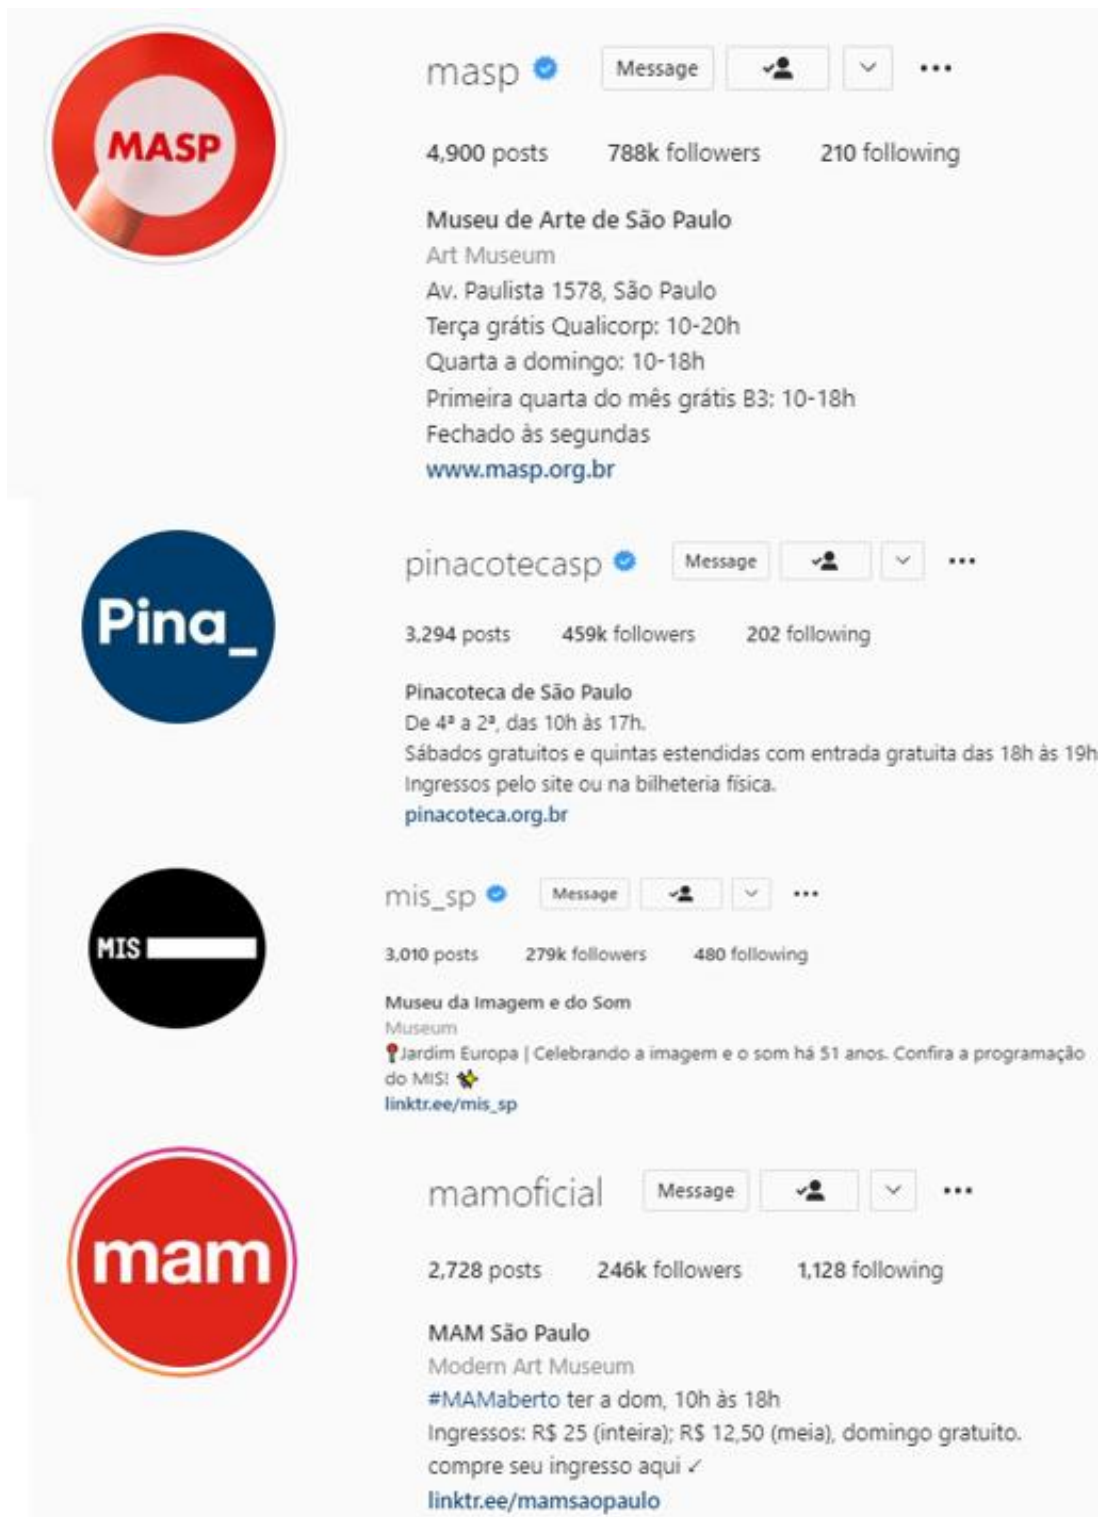 MASP
masp
Message
4,900 posts 788k followers 210 following
Museu de Arte de São Paulo
Art Museum
Av. Paulista 1578, São Paulo
Terça grátis Qualicorp: 10-20h
Quarta a domingo: 10-18h
Primeira quarta do mês grátis B3: 10-18h
Fechado às segundas
www.masp.org.br
Pina_
pinacotecasp
Message
3,294 posts 459k followers 202 following
Pinacoteca de São Paulo
De 4ª a 2ª, das 10h às 17h.
Sábados gratuitos e quintas estendidas com entrada gratuita das 18h às 19h
Ingressos pelo site ou na bilheteria física.
pinacoteca.org.br
MIS
mis_sp
Message
3,010 posts 279k followers 480 following
Museu da Imagem e do Som
Museum
Jardim Europa | Celebrando a imagem e o som há 51 anos. Confira a programação
do MIS!
linktr.ee/mis_sp
mam
mamoficial
Message
2,728 posts 246k followers 1,128 following
MAM São Paulo
Modern Art Museum
#MAMaberto ter a dom, 10h às 18h
Ingressos: R$ 25 (inteira); R$ 12,50 (meia), domingo gratuito.
compre seu ingresso aqui ✓
linktr.ee/mamsaopaulo